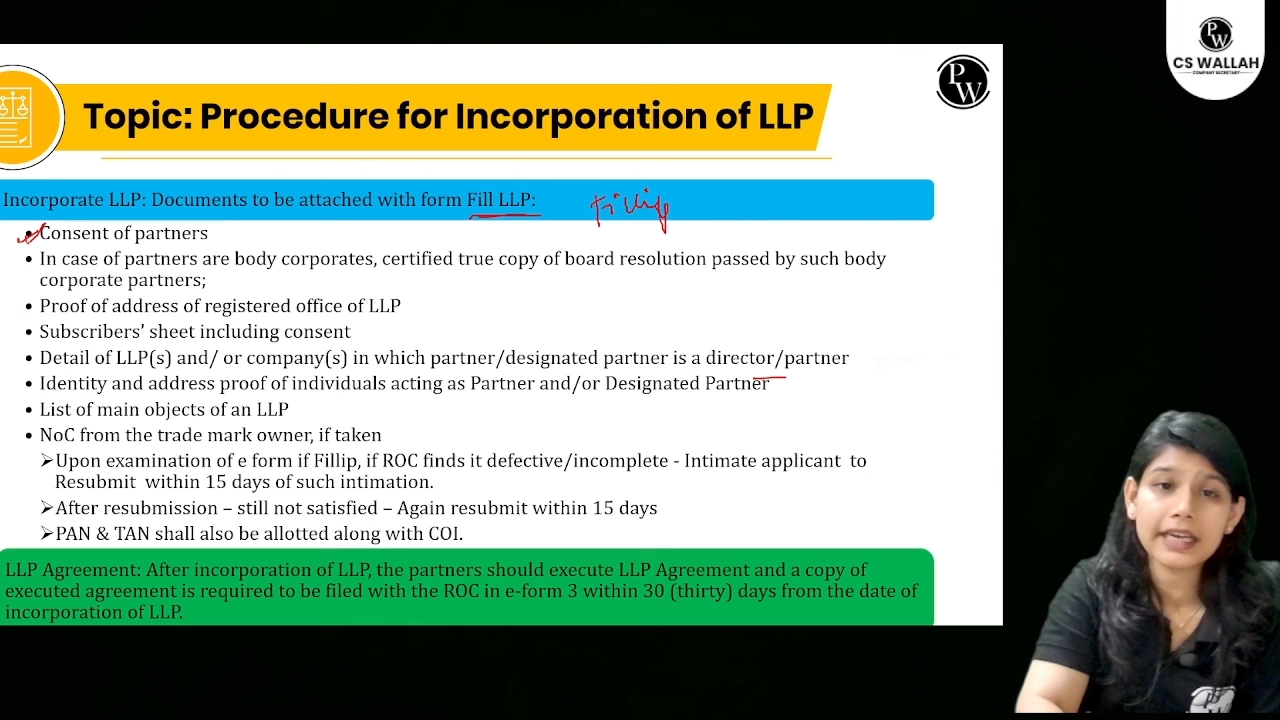 PW
CS WALLAH
COMPANY SECRETARY
PW
Topic: Procedure for Incorporation of LLP
Incorporate LLP: Documents to be attached with form Fill LLP:
Fillip
• Consent of partners
• In case of partners are body corporates, certified true copy of board resolution passed by such body
corporate partners;
• Proof of address of registered office of LLP
• Subscribers’ sheet including consent
• Detail of LLP(s) and/ or company(s) in which partner/designated partner is a director/partner
• Identity and address proof of individuals acting as Partner and/or Designated Partner
• List of main objects of an LLP
• NoC from the trade mark owner, if taken
➢Upon examination of e form if Fillip, if ROC finds it defective/incomplete - Intimate applicant to
Resubmit within 15 days of such intimation.
➢After resubmission – still not satisfied – Again resubmit within 15 days
➢PAN & TAN shall also be allotted along with COI.
LLP Agreement: After incorporation of LLP, the partners should execute LLP Agreement and a copy of
executed agreement is required to be filed with the ROC in e-form 3 within 30 (thirty) days from the date of
incorporation of LLP.